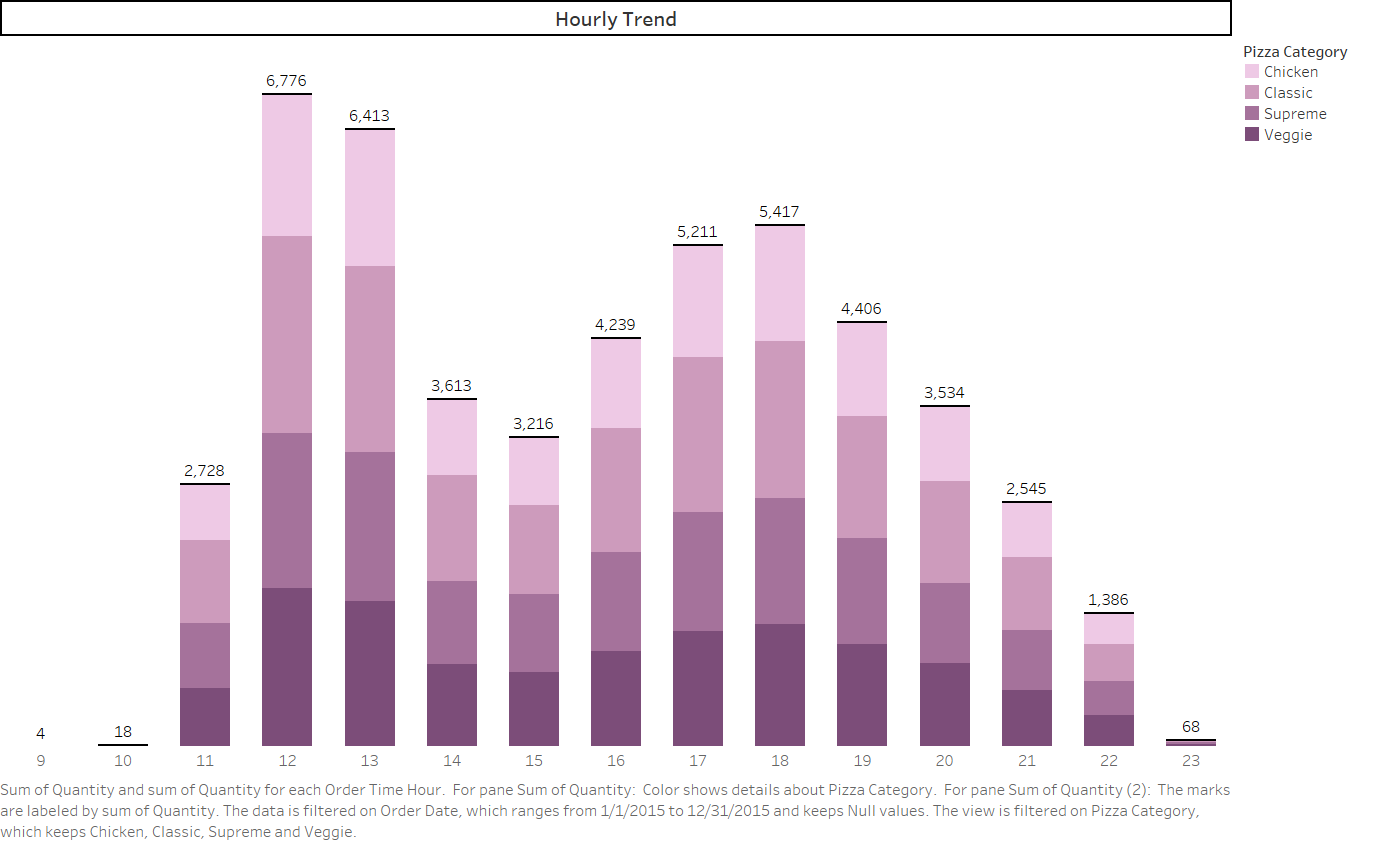 Hourly Trend
Pizza Category
Chicken
Classic
Supreme
Veggie
6,776
6,413
5,417
5,211
4,406
4,239
3,613
3,534
3,216
2,728
2,545
1,386
4
18
68
9 10 11 12 13 14 15 16 17 18 19 20 21 22 23
Sum of Quantity and sum of Quantity for each Order Time Hour.  For pane Sum of Quantity:  Color shows details about Pizza Category.  For pane Sum of Quantity (2):  The marks
are labeled by sum of Quantity. The data is filtered on Order Date, which ranges from 1/1/2015 to 12/31/2015 and keeps Null values. The view is filtered on Pizza Category,
which keeps Chicken, Classic, Supreme and Veggie.